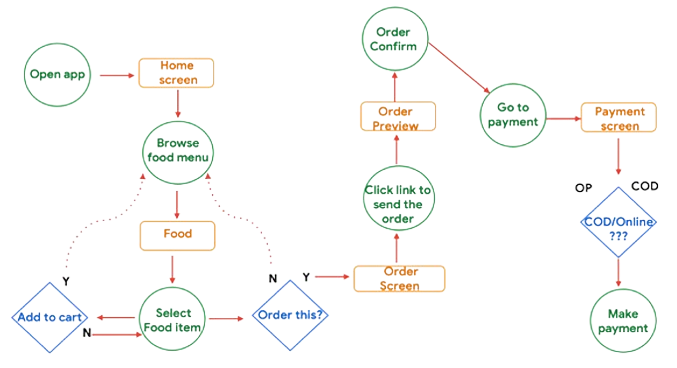 Open app
Home
screen
Browse
food menu
Food
Y
Add to cart
N
Select
Food item
N
Order this?
Y
Order
Screen
Click link to
send the
order
Order
Preview
Order
Confirm
Go to
payment
Payment
screen
OP
COD
COD/Online
???
Make
payment